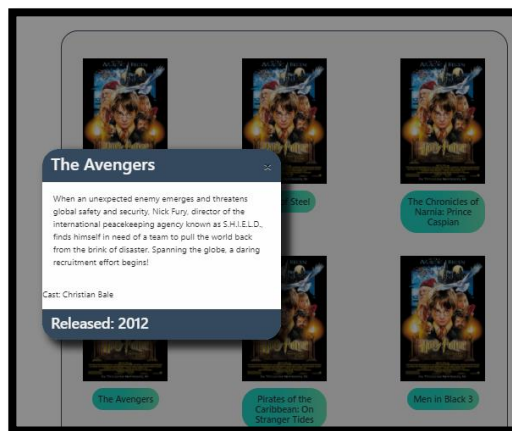 The Avengers
×
When an unexpected enemy emerges and threatens
global safety and security, Nick Fury, director of the
international peacekeeping agency known as S.H.I.E.L.D.,
finds himself in need of a team to pull the world back
from the brink of disaster. Spanning the globe, a daring
recruitment effort begins!
Cast: Christian Bale
Released: 2012
Steel
The Chronicles of
Narnia: Prince
Caspian
The Avengers
Pirates of the
Caribbean: On
Stranger Tides
Men in Black 3